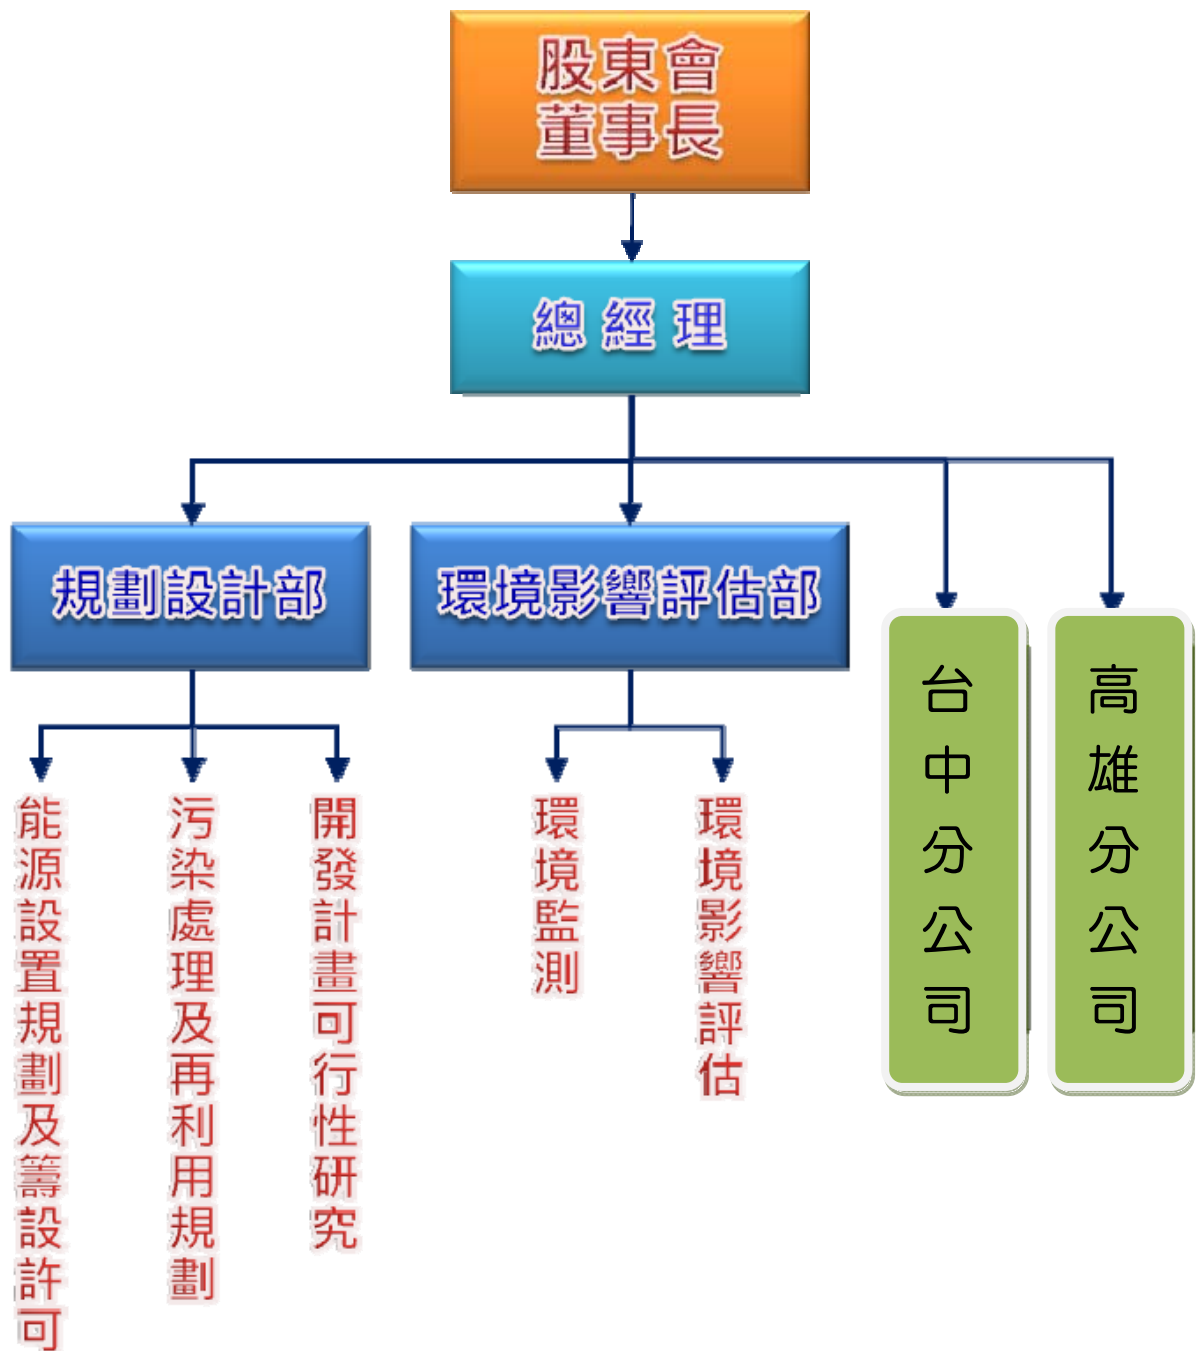 股東會
董事長
總經理
規劃設計部
環境影響評估部
台中分公司
高雄分公司
能源設置規劃及籌設許可
污染處理及再利用規劃
開發計畫可行性研究
環境監測
環境影響評估